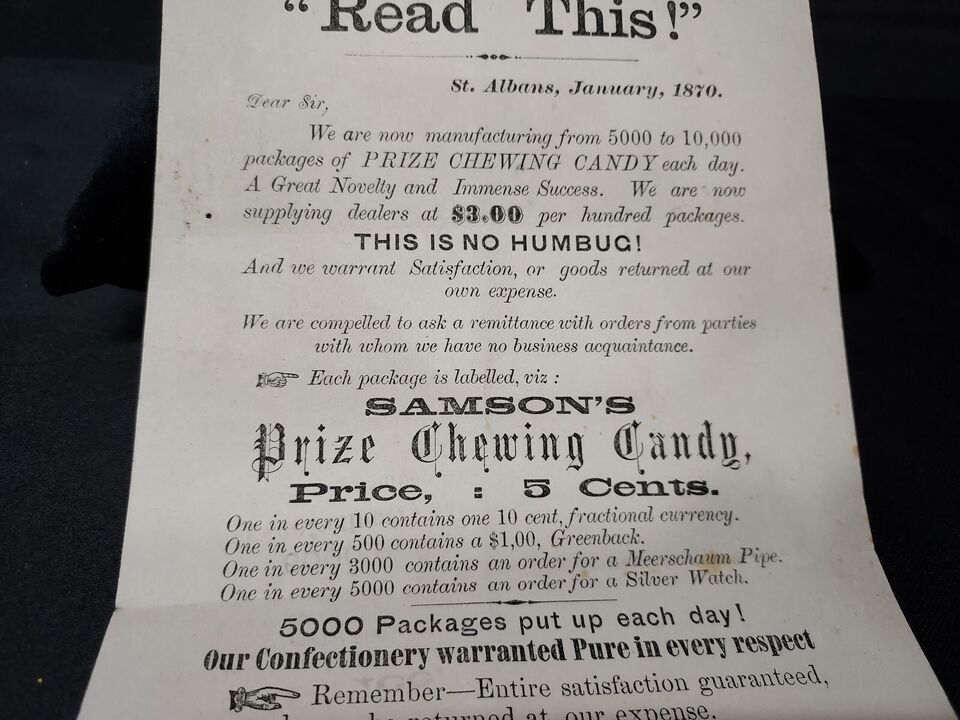 “Read This!”
St. Albans, January, 1870.
Dear Sir,
We are now manufacturing from 5000 to 10,000
packages of PRIZE CHEWING CANDY each day.
A Great Novelty and Immense Success. We are now
supplying dealers at $3.00 per hundred packages.
THIS IS NO HUMBUG!
And we warrant Satisfaction, or goods returned at our
own expense.
We are compelled to ask a remittance with orders from parties
with whom we have no business acquaintance.
Each package is labelled, viz :
SAMSON'S
Prize Chewing Candy,
Price, : 5 Cents.
One in every 10 contains one 10 cent, fractional currency.
One in every 500 contains a $1,00, Greenback.
One in every 3000 contains an order for a Meerschaum Pipe.
One in every 5000 contains an order for a Silver Watch.
5000 Packages put up each day!
Our Confectionery warranted Pure in every respect
Remember—Entire satisfaction guaranteed,
be returned at our expense.